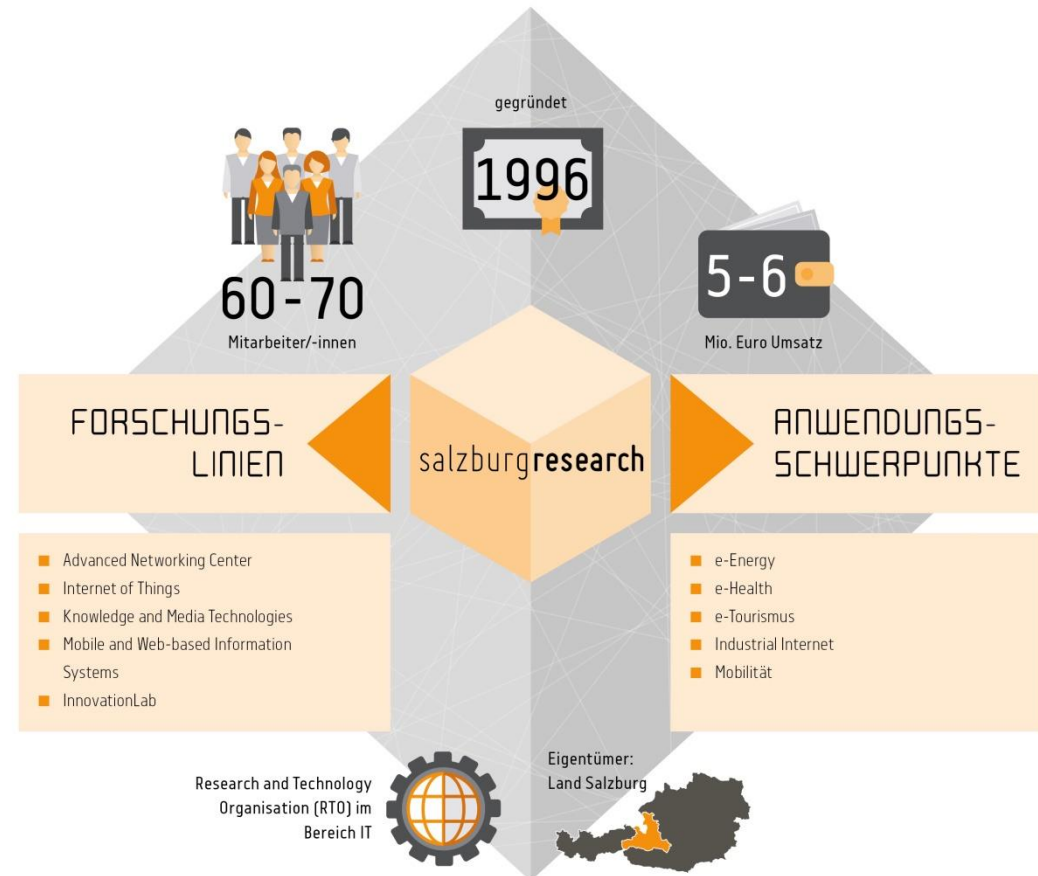 gegründet
1996
60-70
Mitarbeiter/-innen
5-6
Mio. Euro Umsatz
FORSCHUNGS-
LINIEN
salzburgresearch
ANWENDUNGS-
SCHWERPUNKTE
Advanced Networking Center
Internet of Things
Knowledge and Media Technologies
Mobile and Web-based Information
Systems
InnovationLab
e-Energy
e-Health
e-Tourismus
Industrial Internet
Mobilität
Research and Technology
Organisation (RTO) im
Bereich IT
Eigentümer:
Land Salzburg